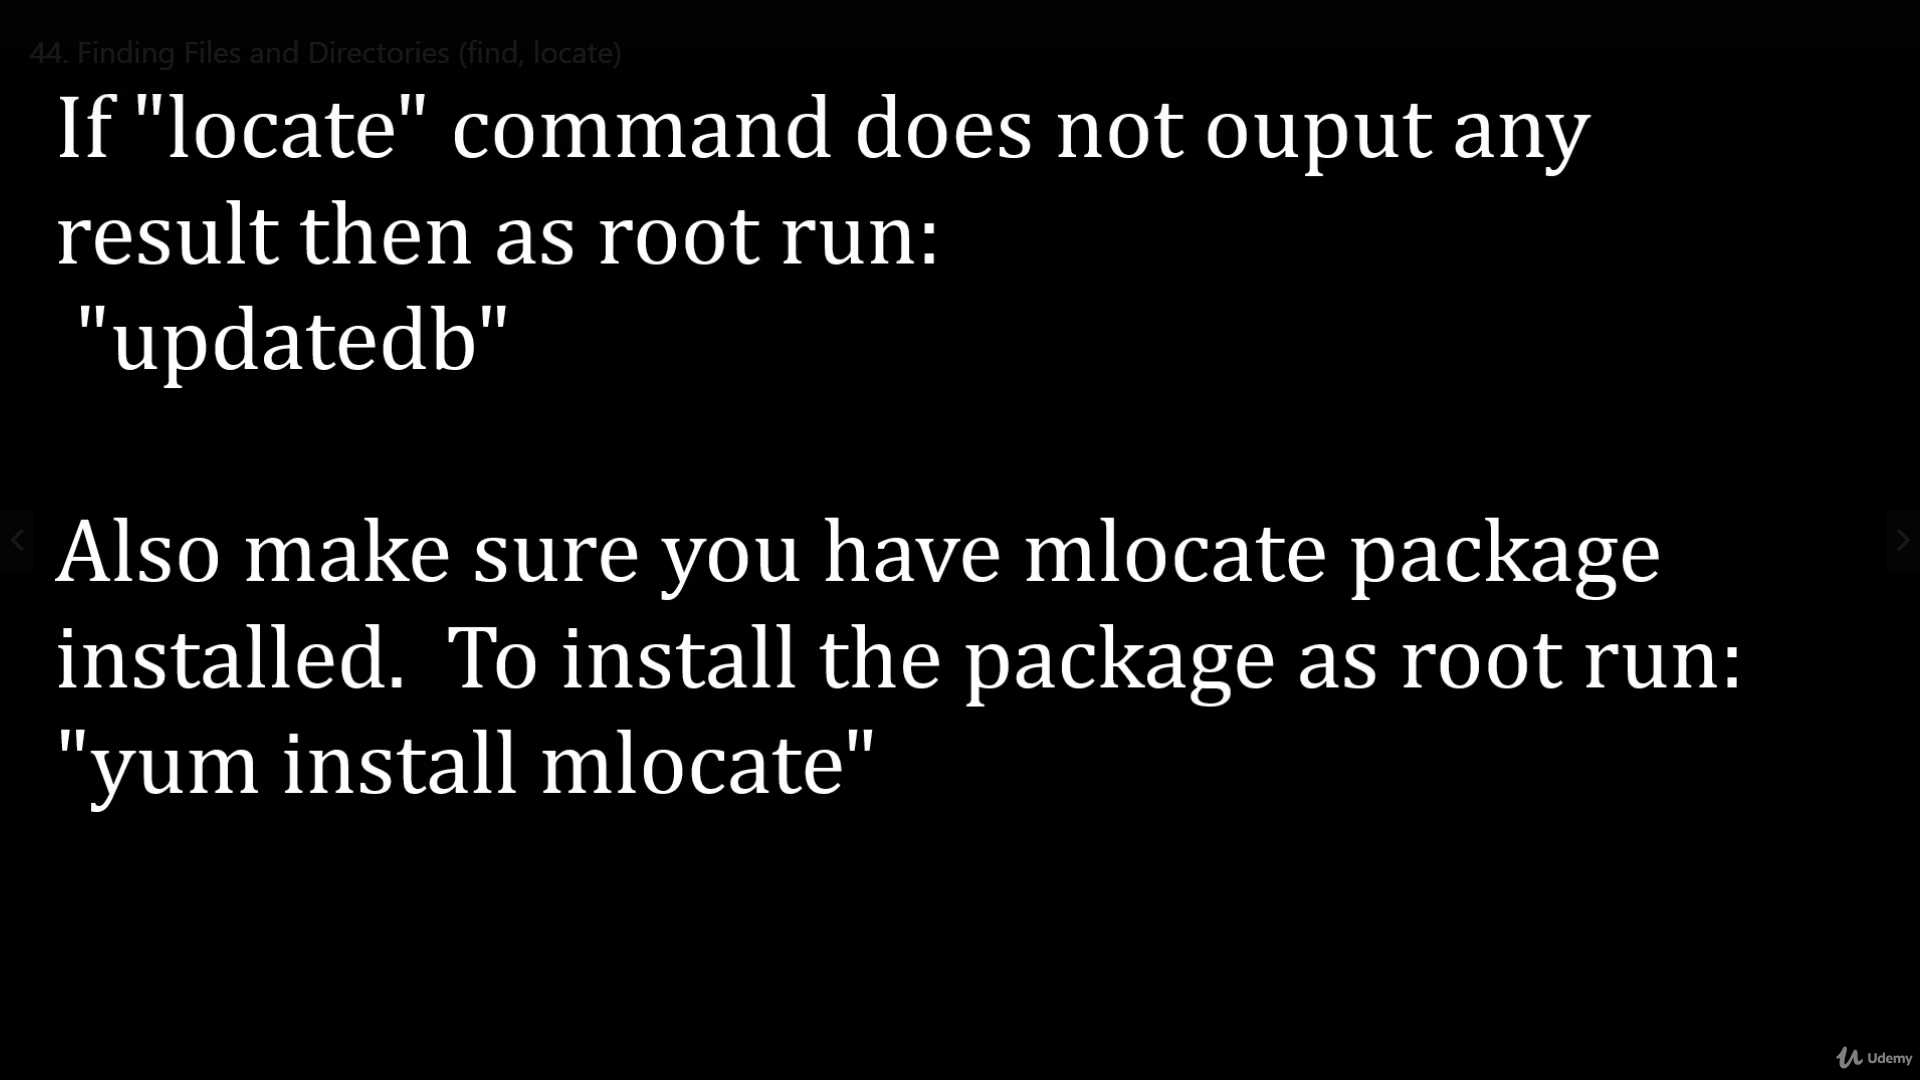 44. Finding Files and Directories (find, locate)
If "locate" command does not ouput any
result then as root run:
"updatedb"
Also make sure you have mlocate package
installed.  To install the package as root run:
"yum install mlocate"
Udemy